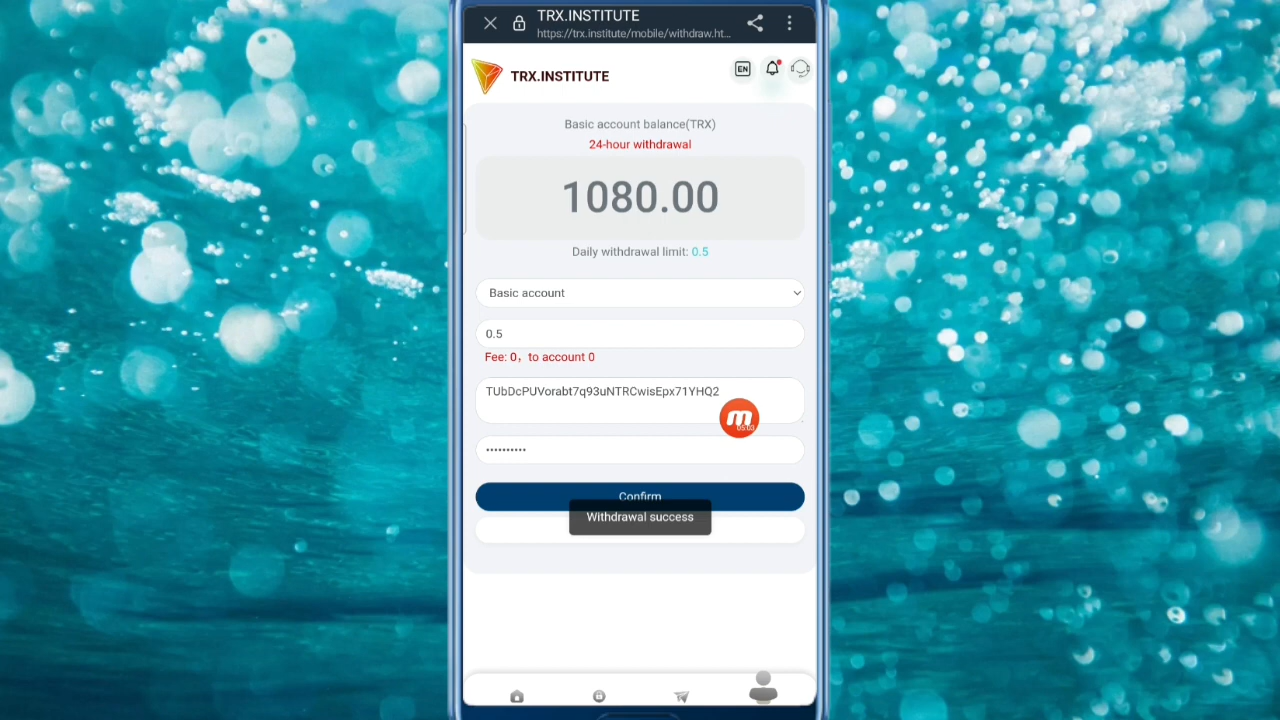 TRX.INSTITUTE
https://trx.institute/mobile/withdraw.ht...
TRX.INSTITUTE
EN
Basic account balance(TRX)
24-hour withdrawal
1080.00
Daily withdrawal limit: 0.5
Basic account
0.5
Fee: 0， to account 0
TUbDcPUVorabt7q93uNTRCwisEpx71YHQ2
m
05:00
••••••••••
Confirm
Withdrawal success